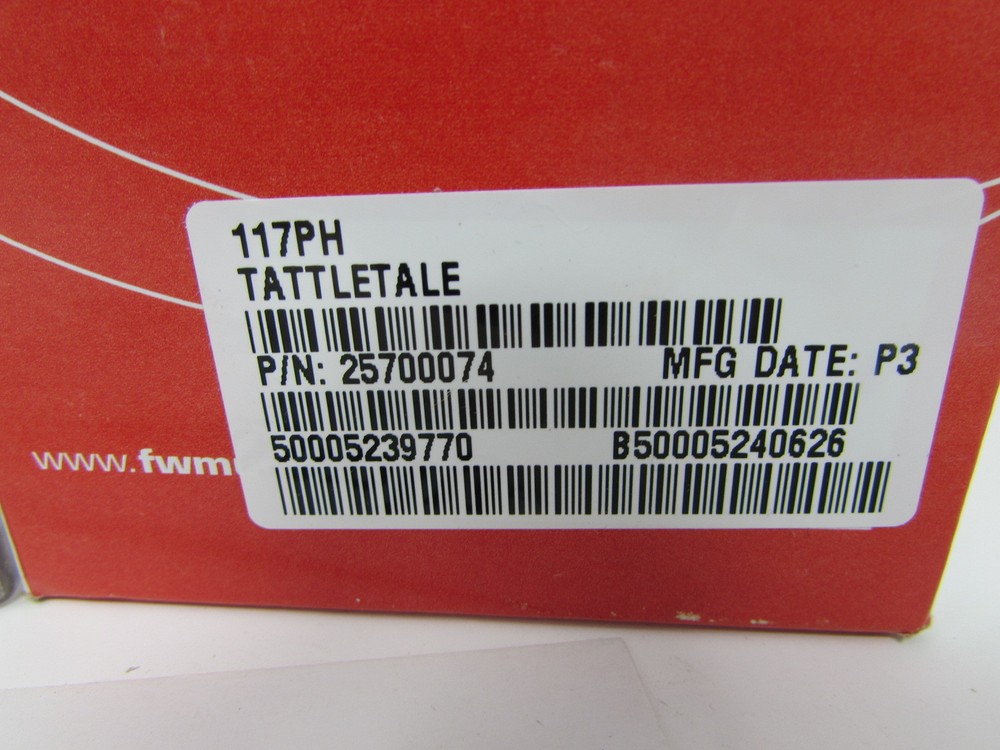 117PH
TATTLETALE
P/N: 25700074 MFG DATE: P3
50005239770 B50005240626
www.fwm